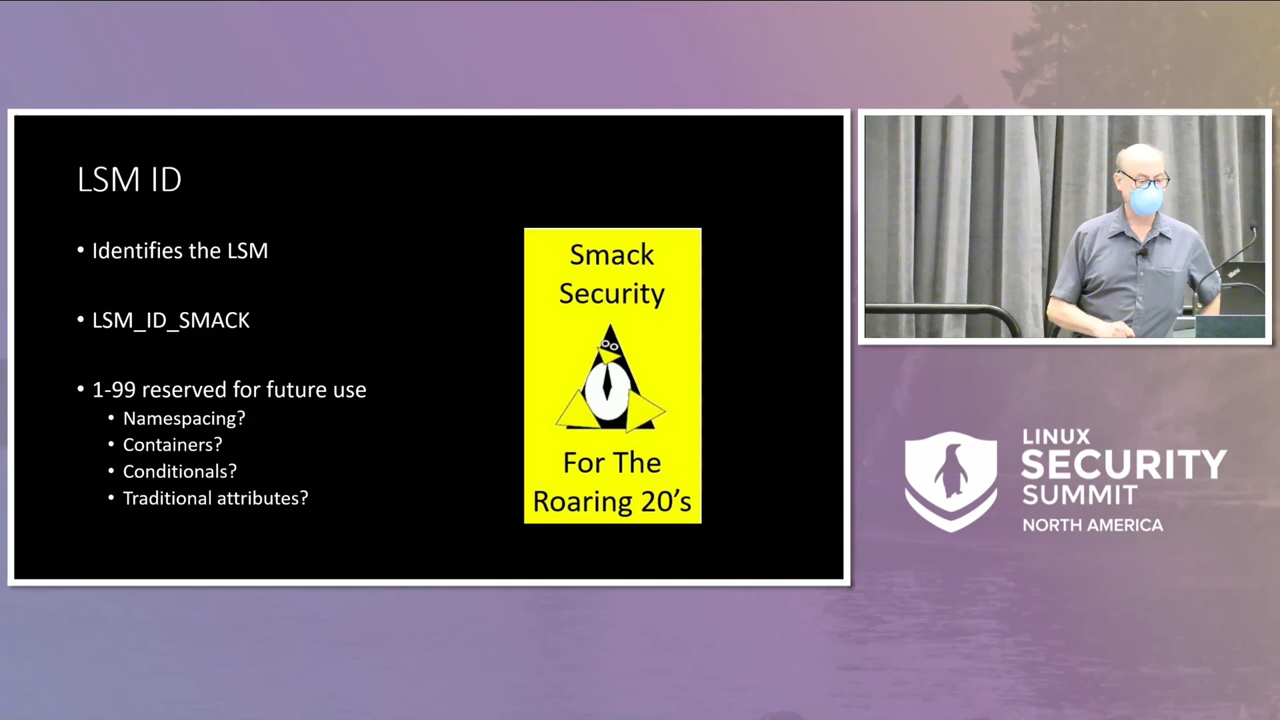 LSM ID
• Identifies the LSM
• LSM_ID_SMACK
• 1-99 reserved for future use
• Namespacing?
• Containers?
• Conditionals?
• Traditional attributes?
Smack
Security
For The
Roaring 20's
LINUX
SECURITY
SUMMIT
NORTH AMERICA